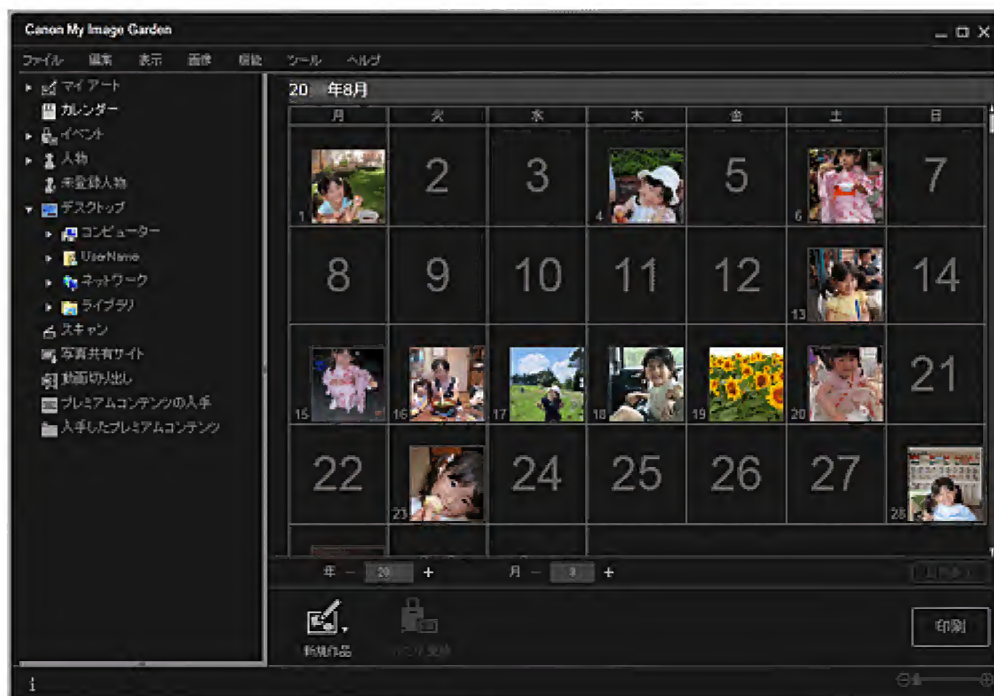 Canon My Image Garden
ファイル 編集 表示 画像 機能 ツール ヘルプ
マイアート
カレンダー
イベント
人物
未登録人物
デスクトップ
コンピューター
UserName
ネットワーク
ライブラリ
スキャン
写真共有サイト
動画切り出し
プレミアムコンテンツの入手
入手したプレミアムコンテンツ
20 年8月
月 火 水 木 金 土 日
1 2 3 4 5 6 7
8 9 10 11 12 13 14
15 16 17 18 19 20 21
22 23 24 25 26 27 28
年 − 20 + 月 − 8 +
新規作品
印刷